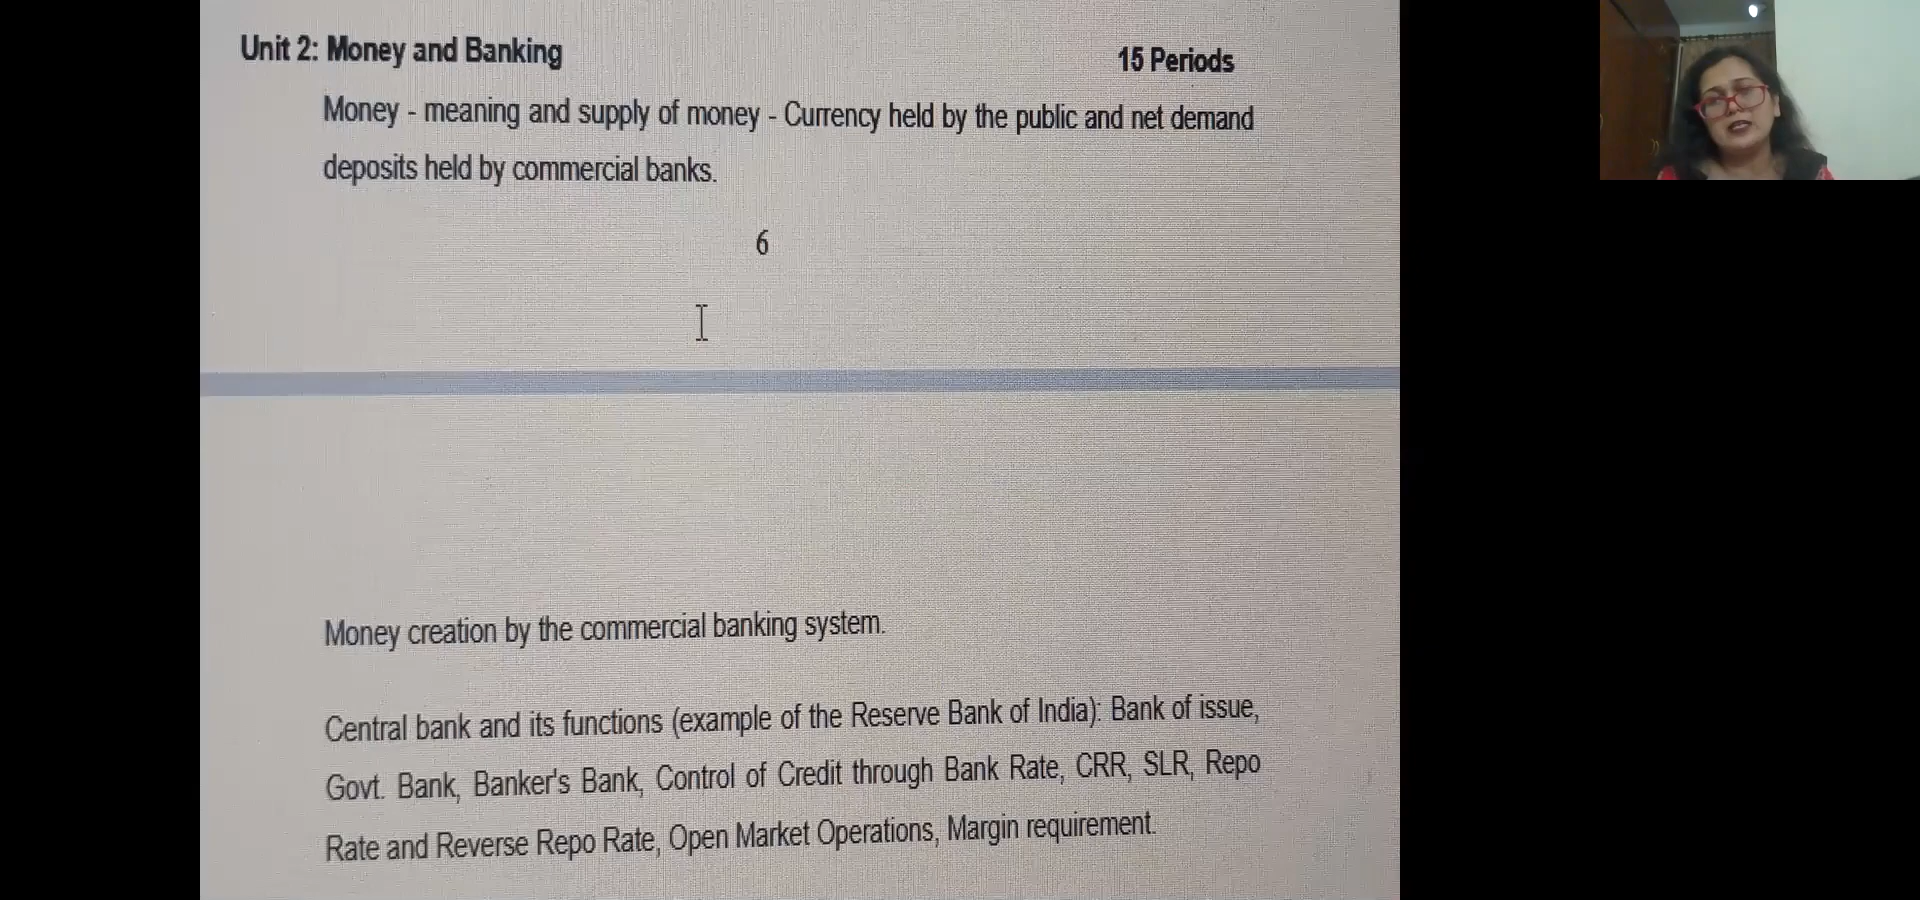 Unit 2: Money and Banking
15 Periods
Money - meaning and supply of money - Currency held by the public and net demand
deposits held by commercial banks.
6
Money creation by the commercial banking system.
Central bank and its functions (example of the Reserve Bank of India): Bank of issue,
Govt. Bank, Banker's Bank, Control of Credit through Bank Rate, CRR, SLR, Repo
Rate and Reverse Repo Rate, Open Market Operations, Margin requirement.